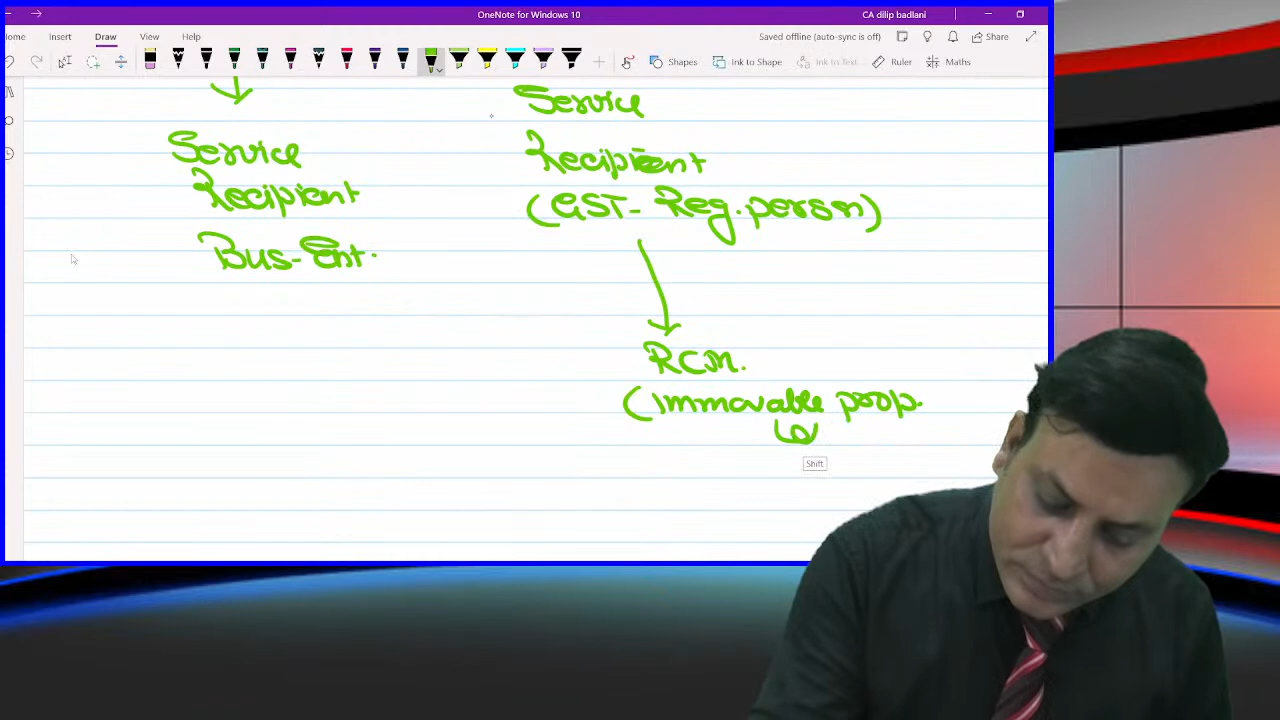 OneNote for Windows 10
CA dilip badlani
Insert
Draw
View
Help
Saved offline (auto-sync is off)
Share
Shapes
Ink to Shape
Ink to Text
Ruler
Maths
Service
Recipient
Bus-Ent.
Service
Recipient
(GST- Reg. person)
RCM.
(immovable prop.
Shift